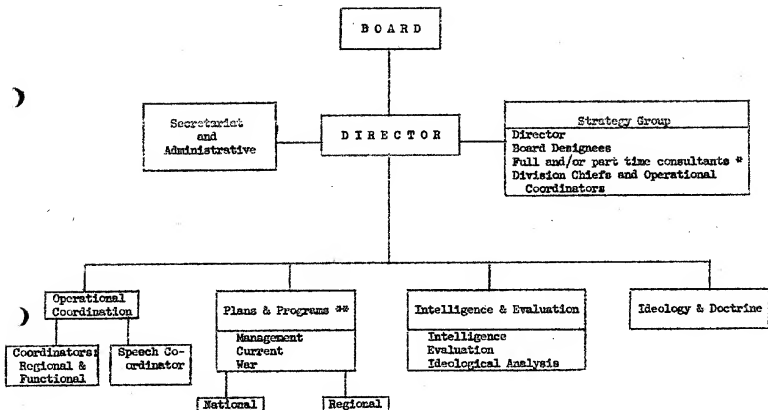 BOARD
Secretariat
and
Administrative
DIRECTOR
Strategy Group
Director
Board Designees
Full and/or part time consultants *
Division Chiefs and Operational
Coordinators
Operational
Coordination
Coordinators:
Regional &
Functional
Speech Co-
ordinator
Plans & Programs **
Management
Current
War
National
Regional
Intelligence & Evaluation
Intelligence
Evaluation
Ideological Analysis
Ideology & Doctrine